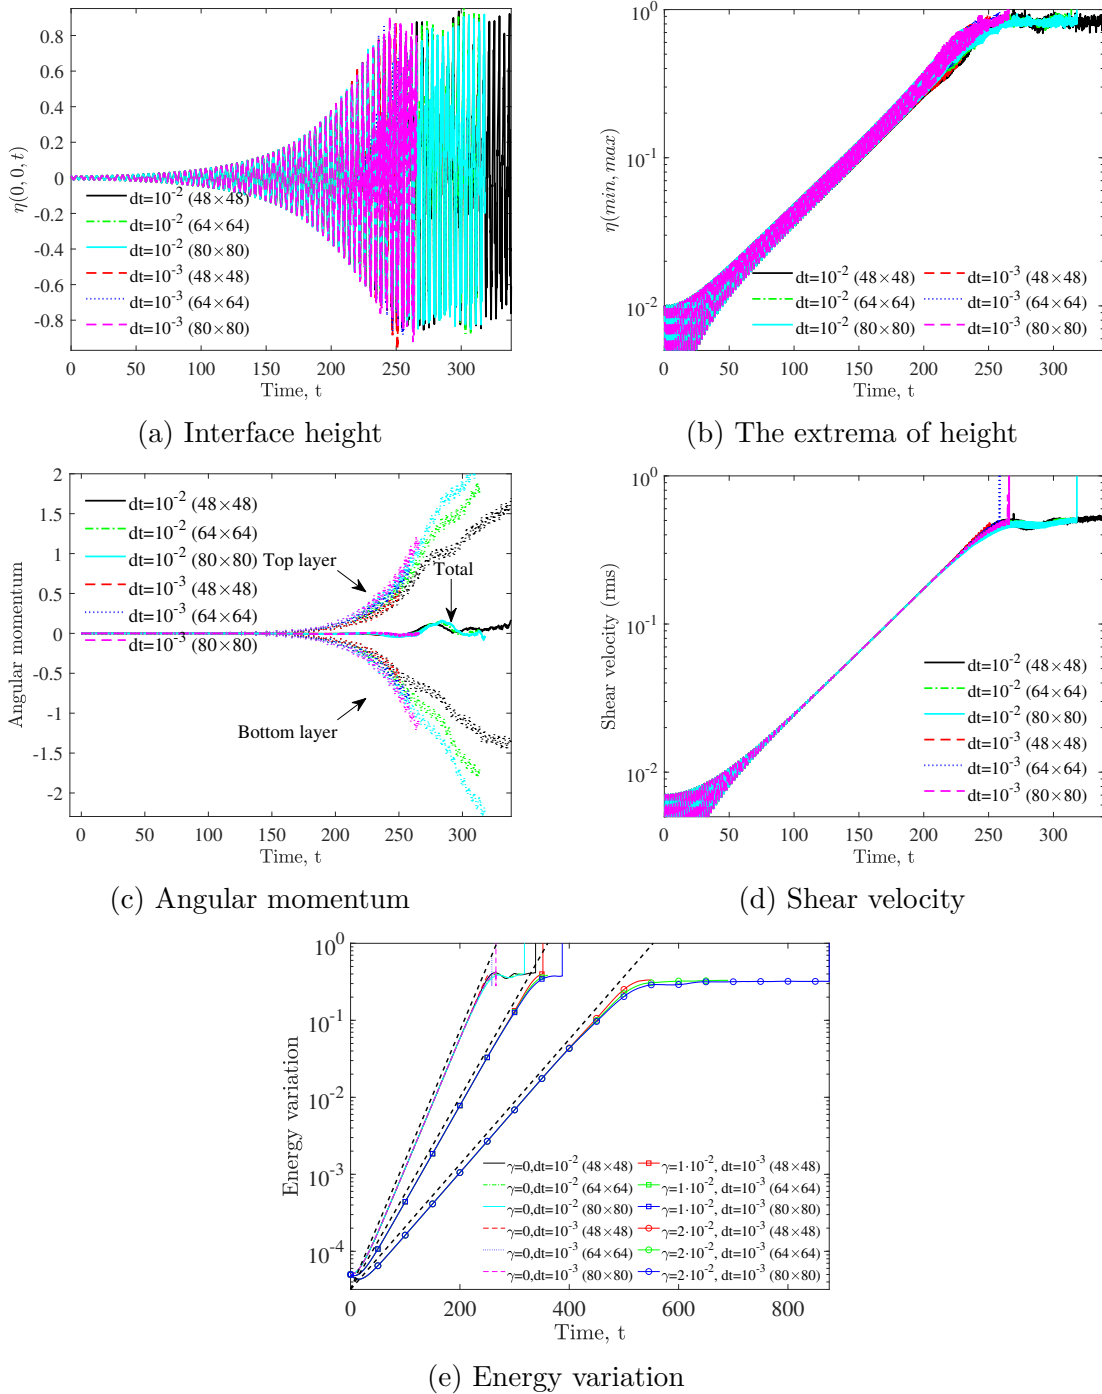 0.8
0.6
0.4
0.2
0
-0.2
-0.4
-0.6
-0.8
η(0, 0, t)
dt=10⁻² (48×48)
dt=10⁻² (64×64)
dt=10⁻² (80×80)
dt=10⁻³ (48×48)
dt=10⁻³ (64×64)
dt=10⁻³ (80×80)
0 50 100 150 200 250 300
Time, t
(a) Interface height
10⁰
10⁻¹
10⁻²
η(min, max)
dt=10⁻² (48×48) dt=10⁻³ (48×48)
dt=10⁻² (64×64) dt=10⁻³ (64×64)
dt=10⁻² (80×80) dt=10⁻³ (80×80)
0 50 100 150 200 250 300
Time, t
(b) The extrema of height
2
1.5
1
0.5
0
-0.5
-1
-1.5
-2
Angular momentum
dt=10⁻² (48×48)
dt=10⁻² (64×64)
dt=10⁻² (80×80)
dt=10⁻³ (48×48)
dt=10⁻³ (64×64)
dt=10⁻³ (80×80)
Top layer
Total
Bottom layer
0 50 100 150 200 250 300
Time, t
(c) Angular momentum
10⁰
10⁻¹
10⁻²
Shear velocity (rms)
dt=10⁻² (48×48)
dt=10⁻² (64×64)
dt=10⁻² (80×80)
dt=10⁻³ (48×48)
dt=10⁻³ (64×64)
dt=10⁻³ (80×80)
0 50 100 150 200 250 300
Time, t
(d) Shear velocity
10⁰
10⁻¹
10⁻²
10⁻³
10⁻⁴
Energy variation
γ=0,dt=10⁻² (48×48) γ=1·10⁻², dt=10⁻³ (48×48)
γ=0,dt=10⁻² (64×64) γ=1·10⁻², dt=10⁻³ (64×64)
γ=0,dt=10⁻² (80×80) γ=1·10⁻², dt=10⁻³ (80×80)
γ=0,dt=10⁻³ (48×48) γ=2·10⁻², dt=10⁻³ (48×48)
γ=0,dt=10⁻³ (64×64) γ=2·10⁻², dt=10⁻³ (64×64)
γ=0,dt=10⁻³ (80×80) γ=2·10⁻², dt=10⁻³ (80×80)
0 200 400 600 800
Time, t
(e) Energy variation